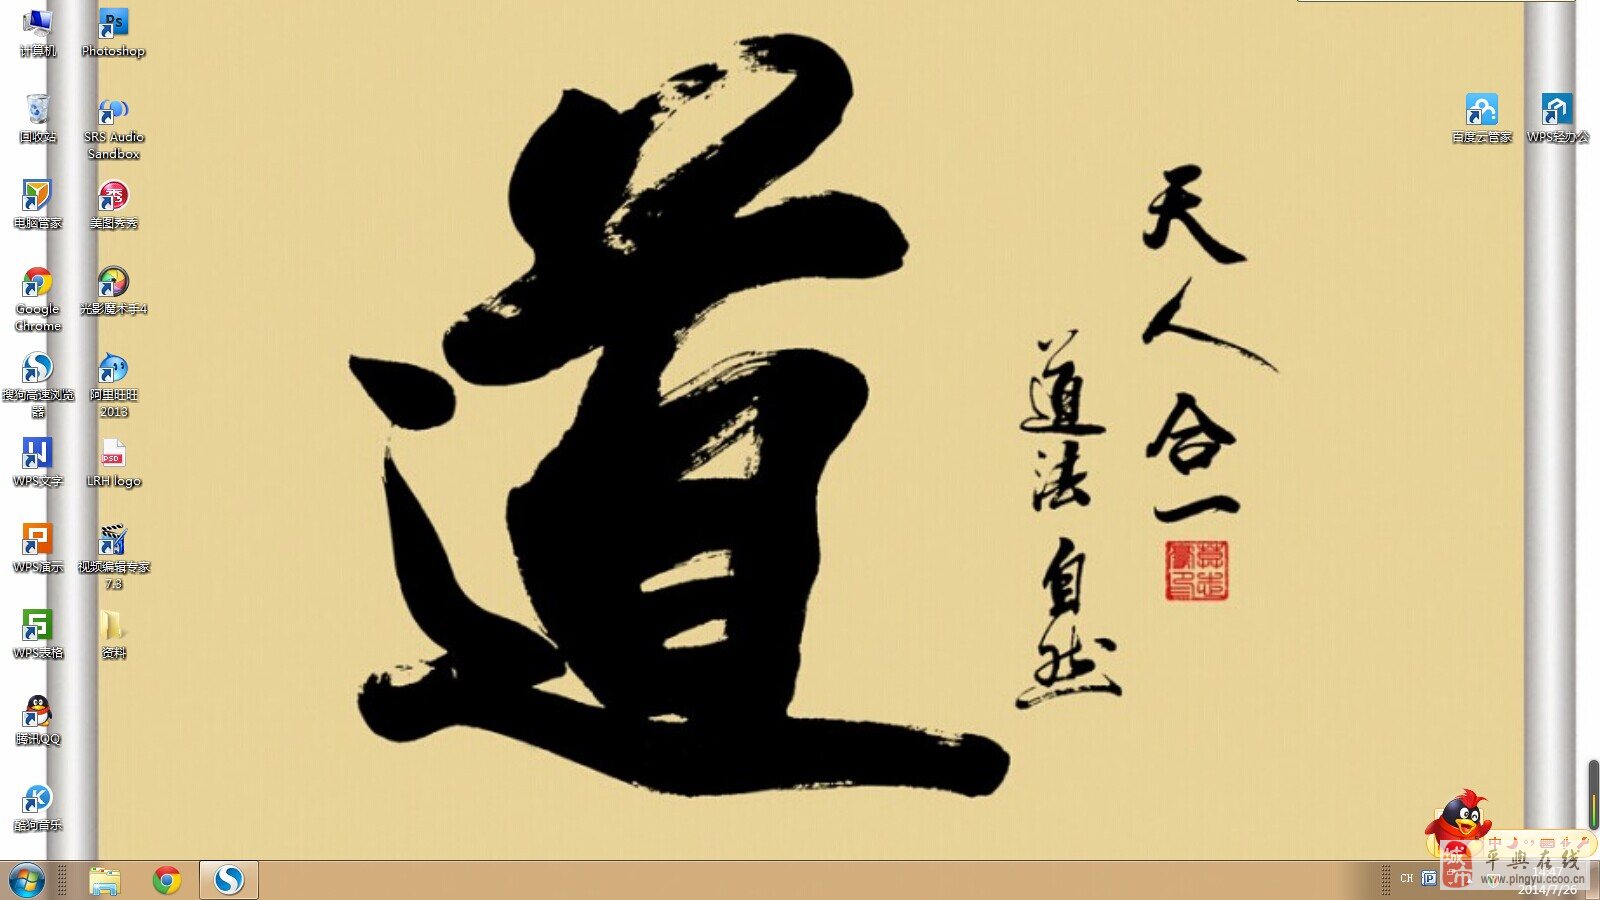 计算机
回收站
电脑管家
Google
Chrome
搜狗高速浏览
器
WPS文字
WPS演示
WPS表格
腾讯QQ
酷狗音乐
Photoshop
SRS Audio
Sandbox
美图秀秀
光影魔术手4
阿里旺旺
2013
LRH logo
视频编辑专家
7.3
资料
道
天人合一
道法自然
百度云管家
WPS轻办公
中
CH
城市
平舆在线
www.pingyu.ccoo.cn
14:47
2014/7/26